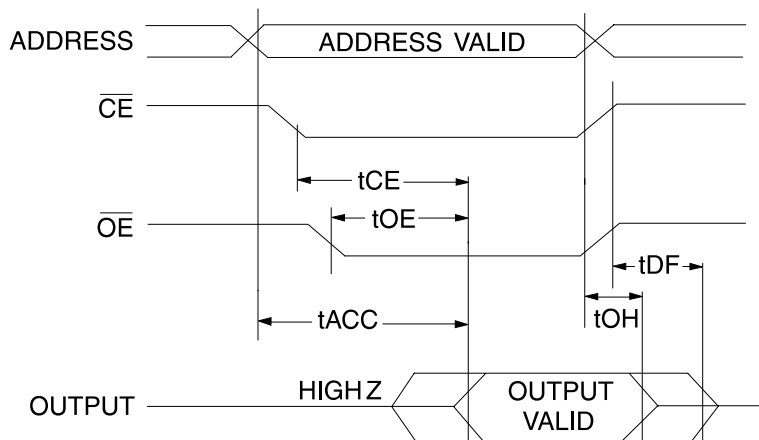 ADDRESS
ADDRESS VALID
CE
tCE
tOE
OE
tDF
tACC
tOH
HIGH Z
OUTPUT
OUTPUT
VALID